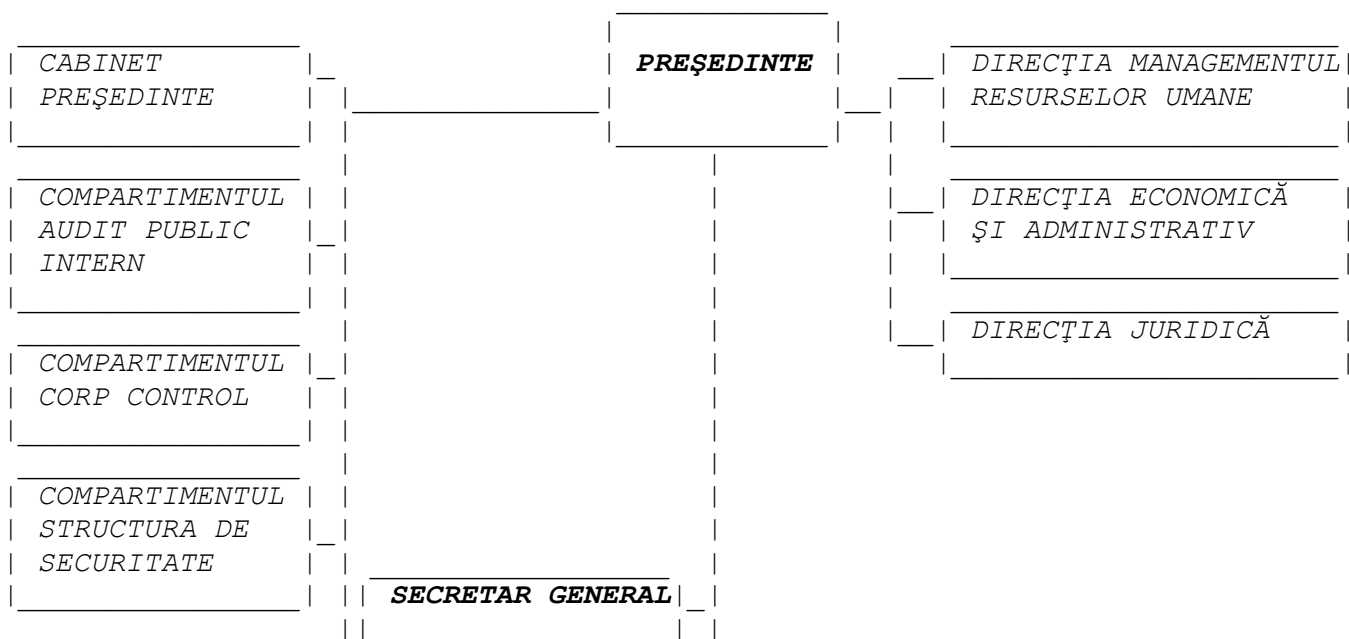 PREŞEDINTE
CABINET
PREŞEDINTE
DIRECŢIA MANAGEMENTUL
RESURSELOR UMANE
COMPARTIMENTUL
AUDIT PUBLIC
INTERN
DIRECŢIA ECONOMICĂ
ŞI ADMINISTRATIV
COMPARTIMENTUL
CORP CONTROL
DIRECŢIA JURIDICĂ
COMPARTIMENTUL
STRUCTURA DE
SECURITATE
SECRETAR GENERAL